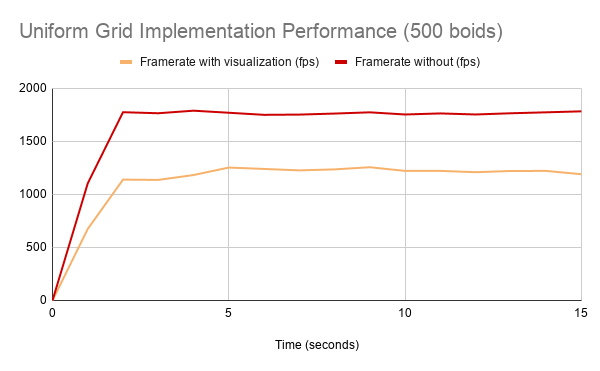 Uniform Grid Implementation Performance (500 boids)
Framerate with visualization (fps) Framerate without (fps)
2000
1500
1000
500
0
0 5 10 15
Time (seconds)